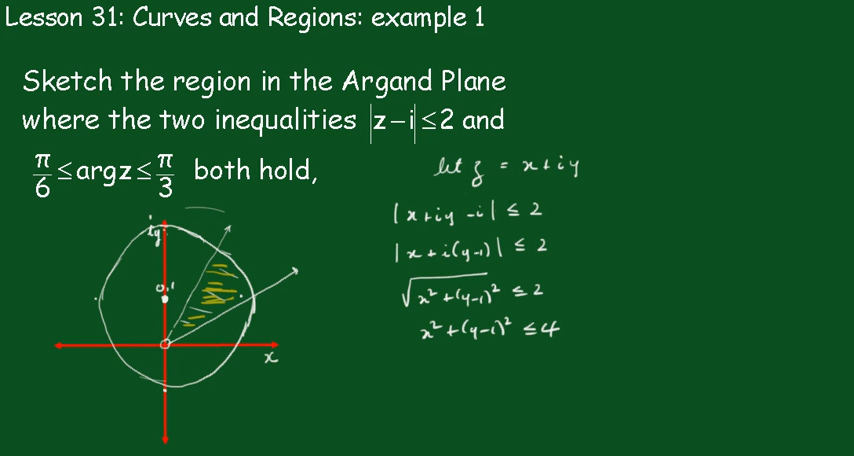 Lesson 31: Curves and Regions: example 1
Sketch the region in the Argand Plane
where the two inequalities |z−i| ≤2 and
π/6 ≤argz≤ π/3 both hold,
let z = x+iy
|x+iy -i| ≤ 2
|x+i(y-1)| ≤ 2
√x²+(y-1)² ≤ 2
x²+(y-1)² ≤4
iy
0,1
x